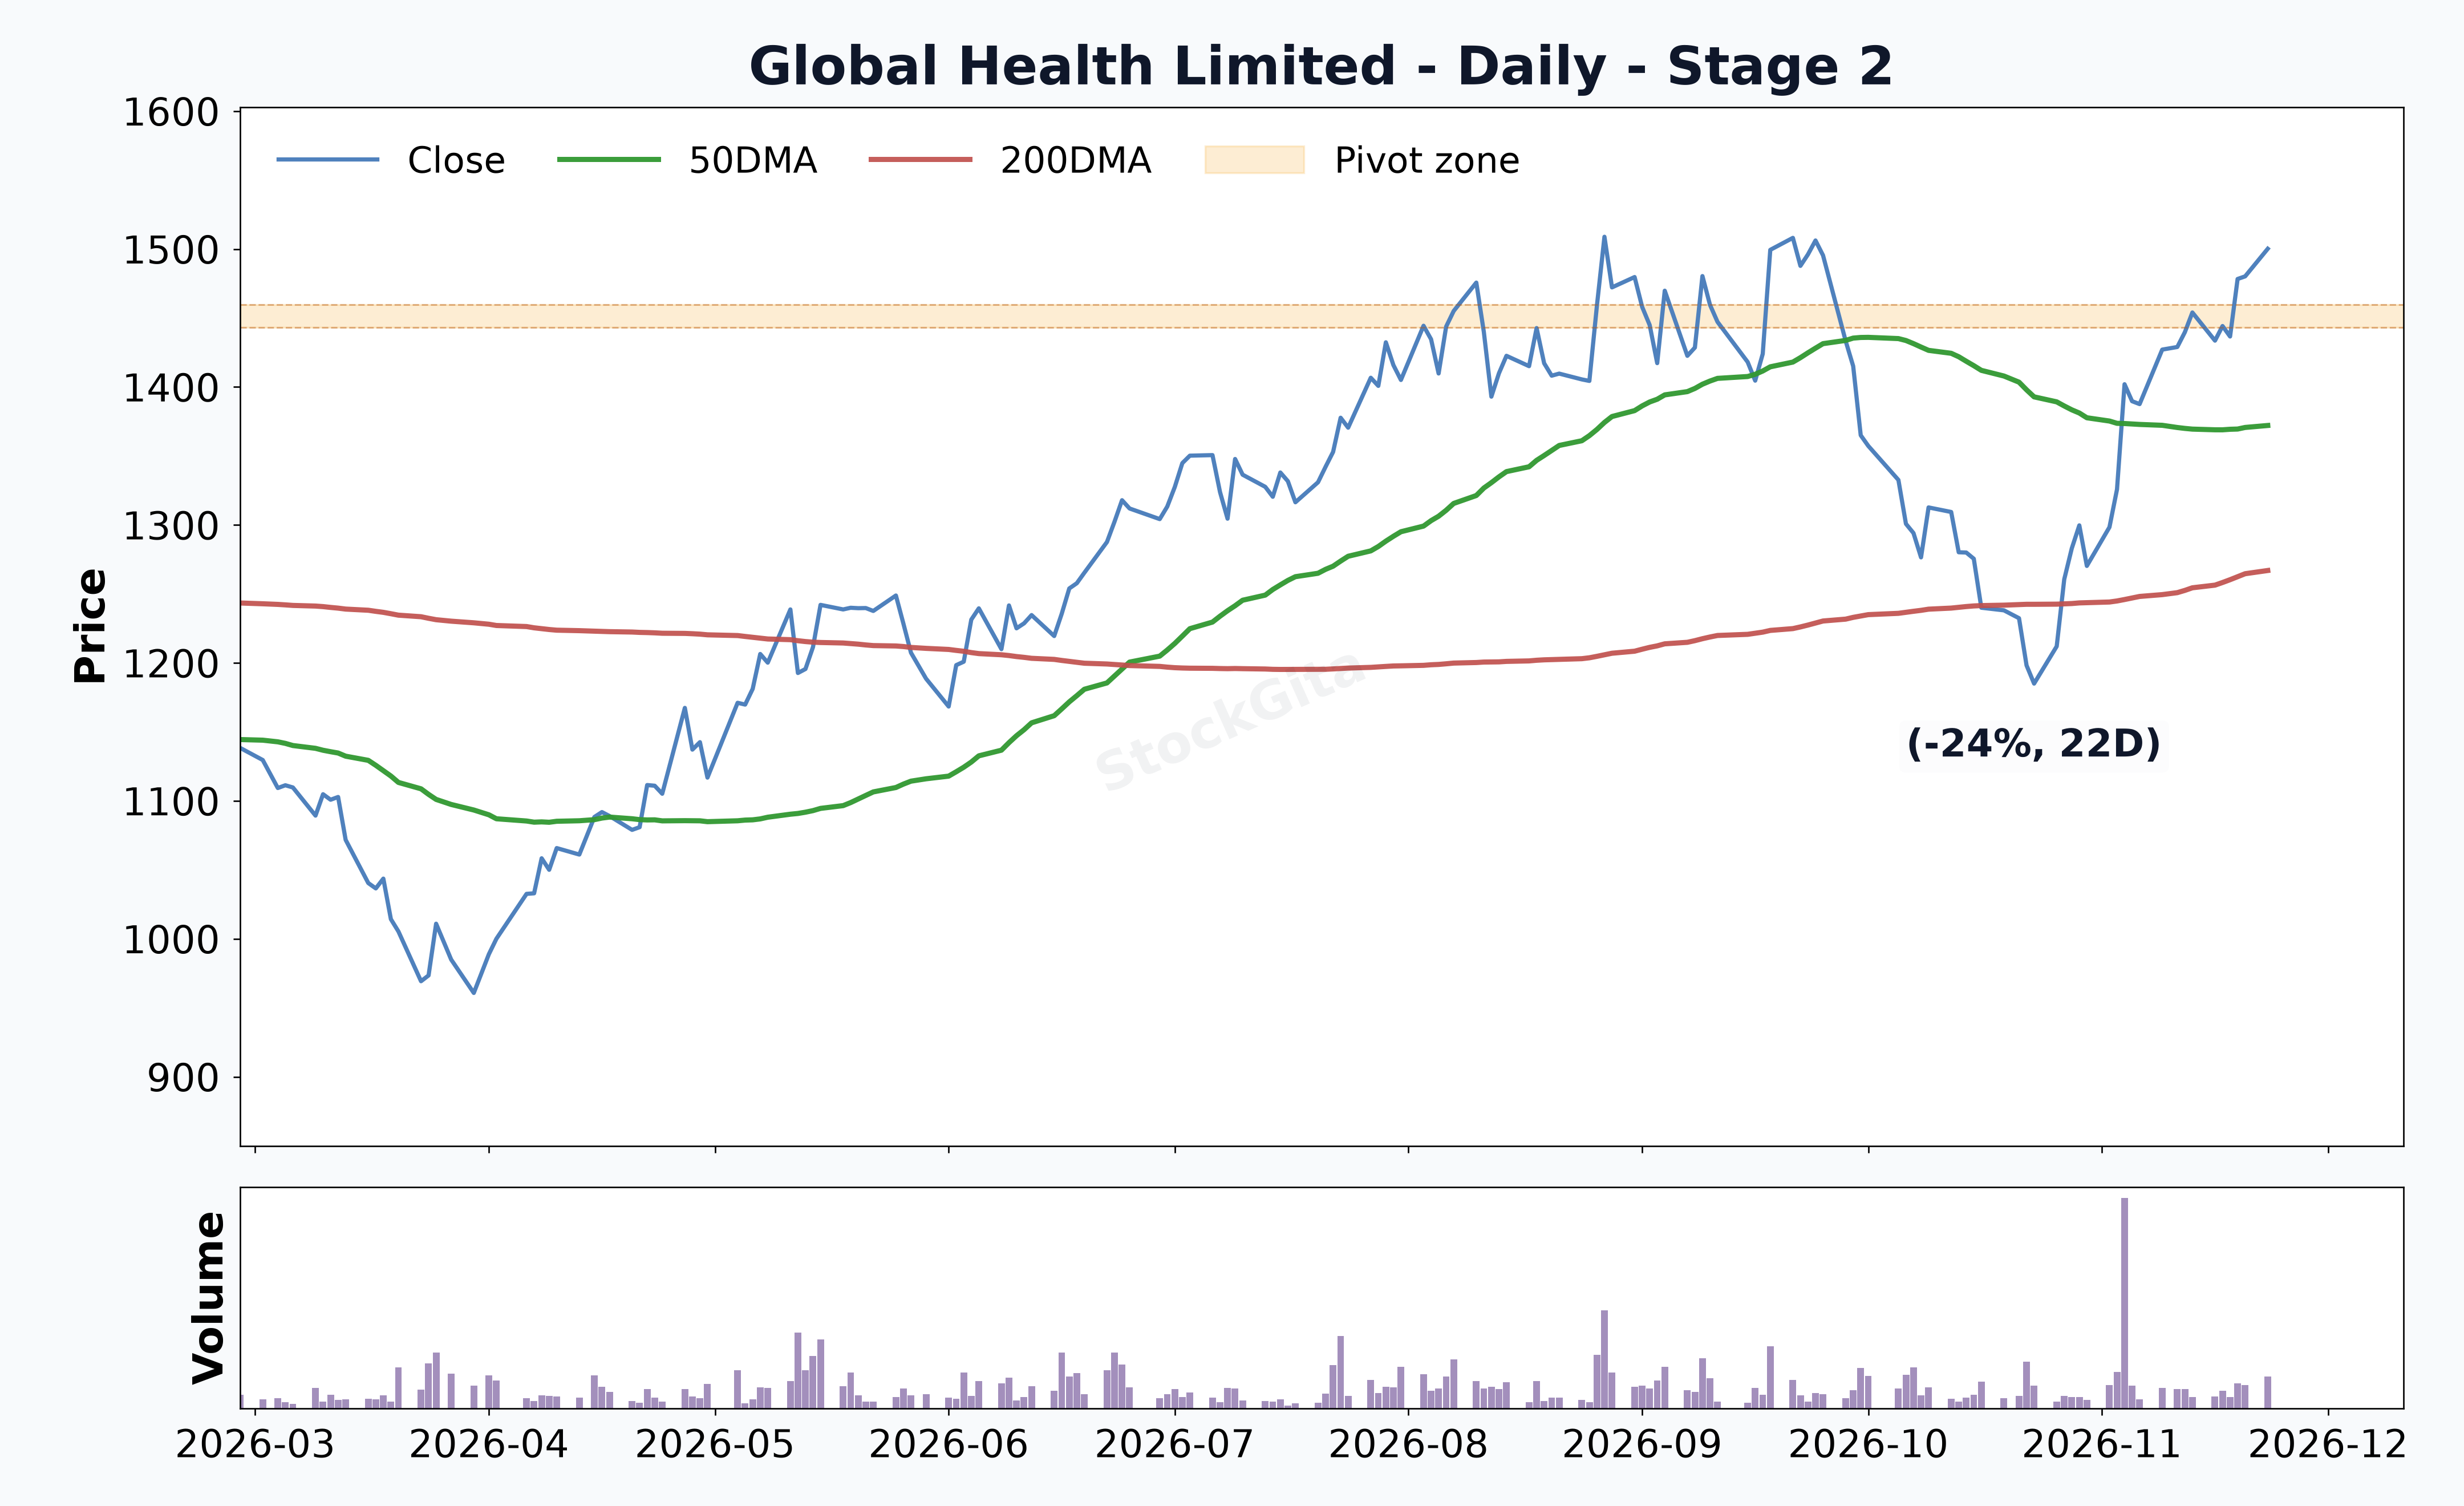 Global Health Limited - Daily - Stage 2
Close 50DMA 200DMA Pivot zone
1600
1500
1400
1300
1200
1100
1000
900
Price
StockGita
(-24%, 22D)
Volume
2026-03 2026-04 2026-05 2026-06 2026-07 2026-08 2026-09 2026-10 2026-11 2026-12